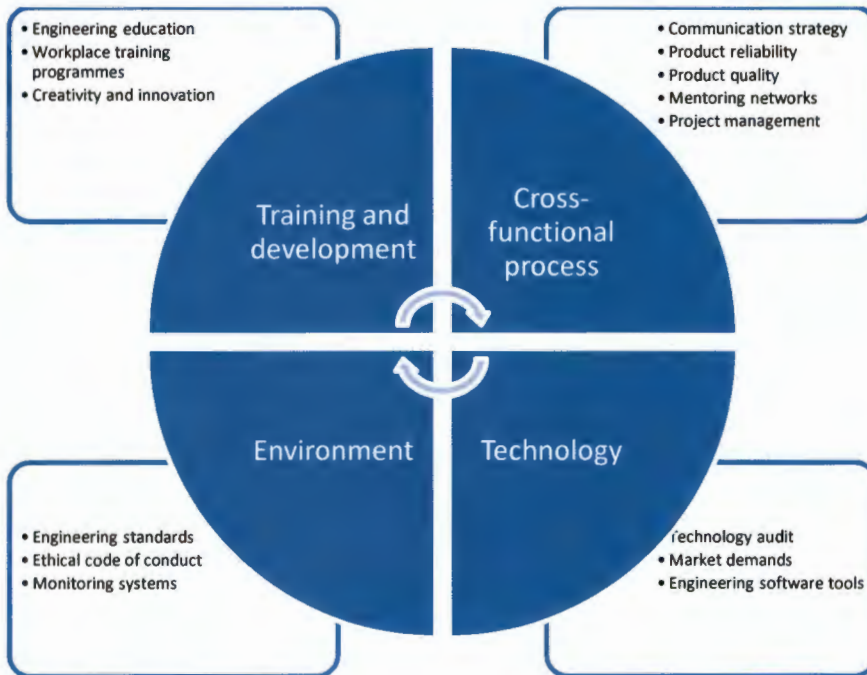 • Engineering education
• Workplace training
programmes
• Creativity and innovation
• Communication strategy
• Product reliability
• Product quality
• Mentoring networks
• Project management
Training and
development
Cross-
functional
process
Environment
Technology
• Engineering standards
• Ethical code of conduct
• Monitoring systems
Technology audit
• Market demands
• Engineering software tools